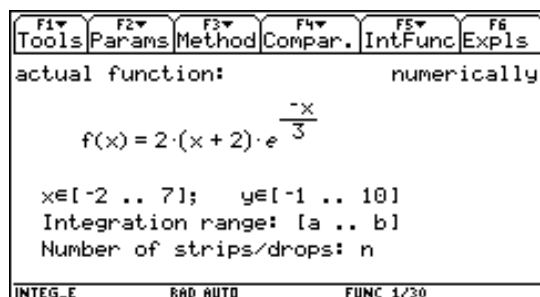 F1▾ F2▾ F3▾ F4▾ F5▾ F6
Tools Params Method Compar. IntFunc Expls
actual function: numerically
f(x) = 2·(x + 2)·e^(-x/3)
x∈[-2 .. 7]; y∈[-1 .. 10]
Integration range: [a .. b]
Number of strips/drops: n
INTEG_E RAD AUTO FUNC 1/30